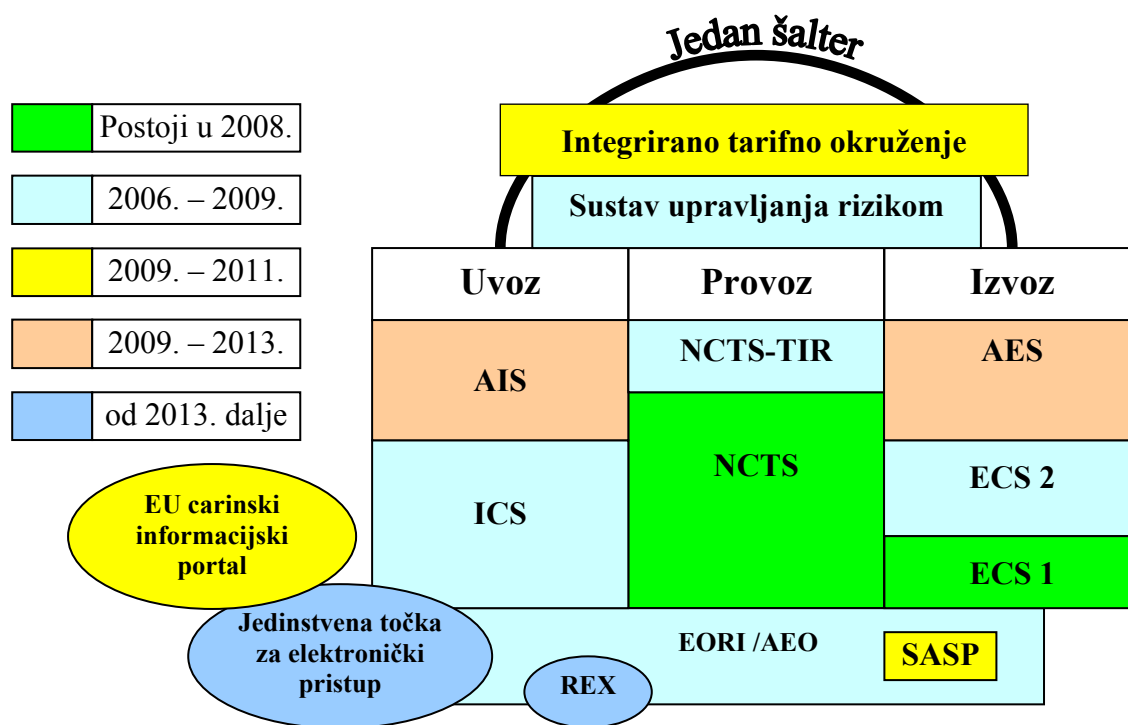 Jedan šalter
Postoji u 2008.
2006. – 2009.
2009. – 2011.
2009. – 2013.
od 2013. dalje
Integrirano tarifno okruženje
Sustav upravljanja rizikom
Uvoz
Provoz
Izvoz
AIS
NCTS-TIR
AES
ICS
NCTS
ECS 2
ECS 1
EU carinski
informacijski
portal
Jedinstvena točka
za elektronički
pristup
REX
EORI /AEO
SASP